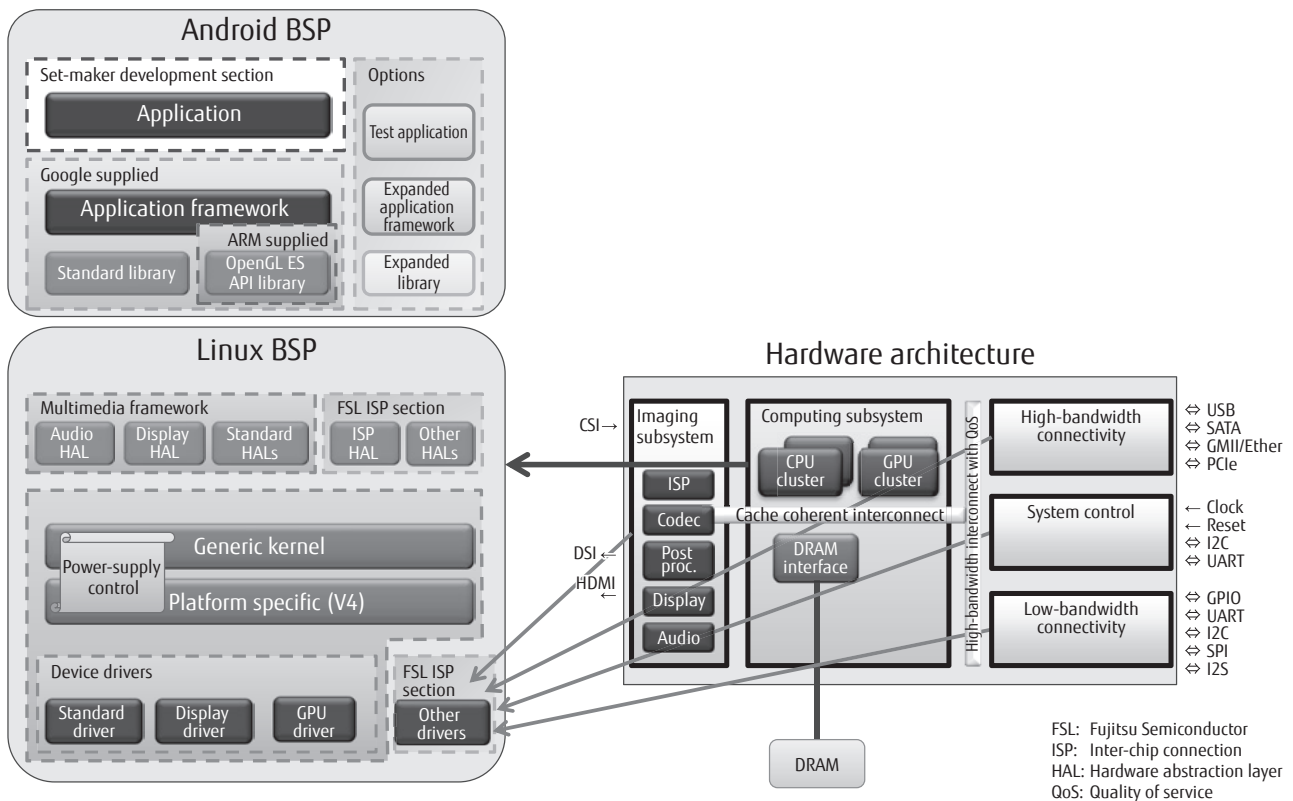 Android BSP
Set-maker development section
Application
Options
Test application
Expanded
application
framework
Expanded
library
Google supplied
Application framework
ARM supplied
Standard library
OpenGL ES
API library
Linux BSP
Multimedia framework
Audio
HAL
Display
HAL
Standard
HALs
FSL ISP section
ISP
HAL
Other
HALs
Generic kernel
Power-supply
control
Platform specific (V4)
Device drivers
Standard
driver
Display
driver
GPU
driver
FSL ISP
section
Other
drivers
Hardware architecture
CSI→
DSI ←
HDMI
←
Imaging
subsystem
ISP
Codec
Post
proc.
Display
Audio
Computing subsystem
CPU
cluster
GPU
cluster
Cache coherent interconnect
DRAM
interface
High-bandwidth interconnect with QoS
High-bandwidth
connectivity
⇔ USB
⇔ SATA
⇔ GMII/Ether
⇔ PCIe
System control
← Clock
← Reset
⇔ I2C
⇔ UART
Low-bandwidth
connectivity
⇔ GPIO
⇔ UART
⇔ I2C
⇔ SPI
⇔ I2S
DRAM
FSL: Fujitsu Semiconductor
ISP: Inter-chip connection
HAL: Hardware abstraction layer
QoS: Quality of service